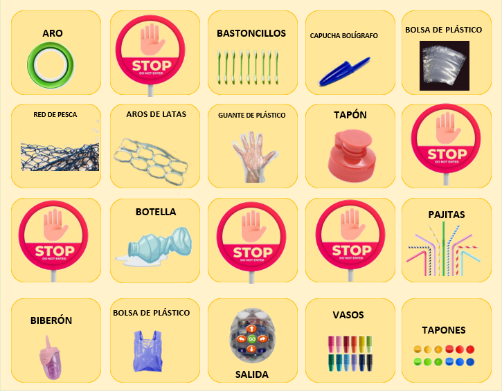 ARO
STOP
DO NOT ENTER
BASTONCILLOS
CAPUCHA BOLÍGRAFO
BOLSA DE PLÁSTICO
RED DE PESCA
AROS DE LATAS
GUANTE DE PLÁSTICO
TAPÓN
STOP
DO NOT ENTER
STOP
DO NOT ENTER
BOTELLA
STOP
DO NOT ENTER
STOP
DO NOT ENTER
PAJITAS
BIBERÓN
BOLSA DE PLÁSTICO
SALIDA
VASOS
TAPONES